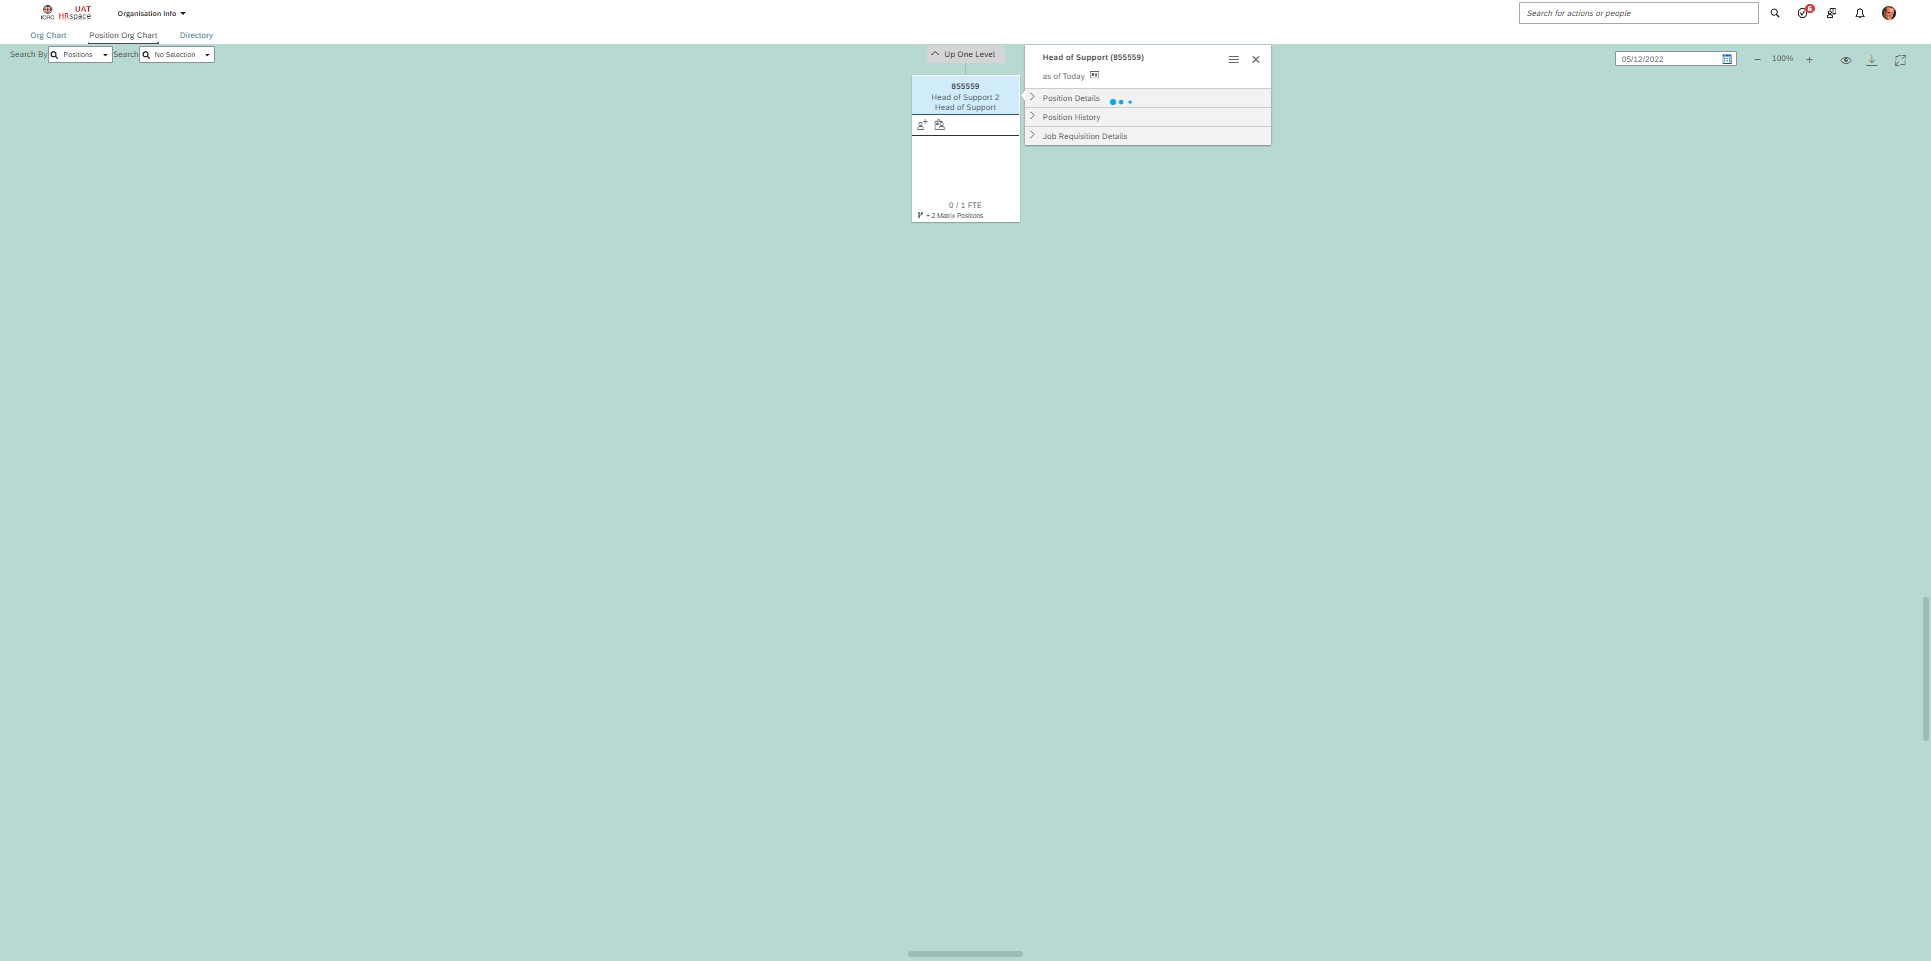 ICRC
UAT
HRspace
Organisation Info
Search for actions or people
6
Org Chart
Position Org Chart
Directory
Search By
Positions
Search
No Selection
Up One Level
Head of Support (855559)
as of Today
05/12/2022
100%
855559
Head of Support 2
Head of Support
Position Details
Position History
Job Requisition Details
0 / 1 FTE
+ 2 Matrix Positions